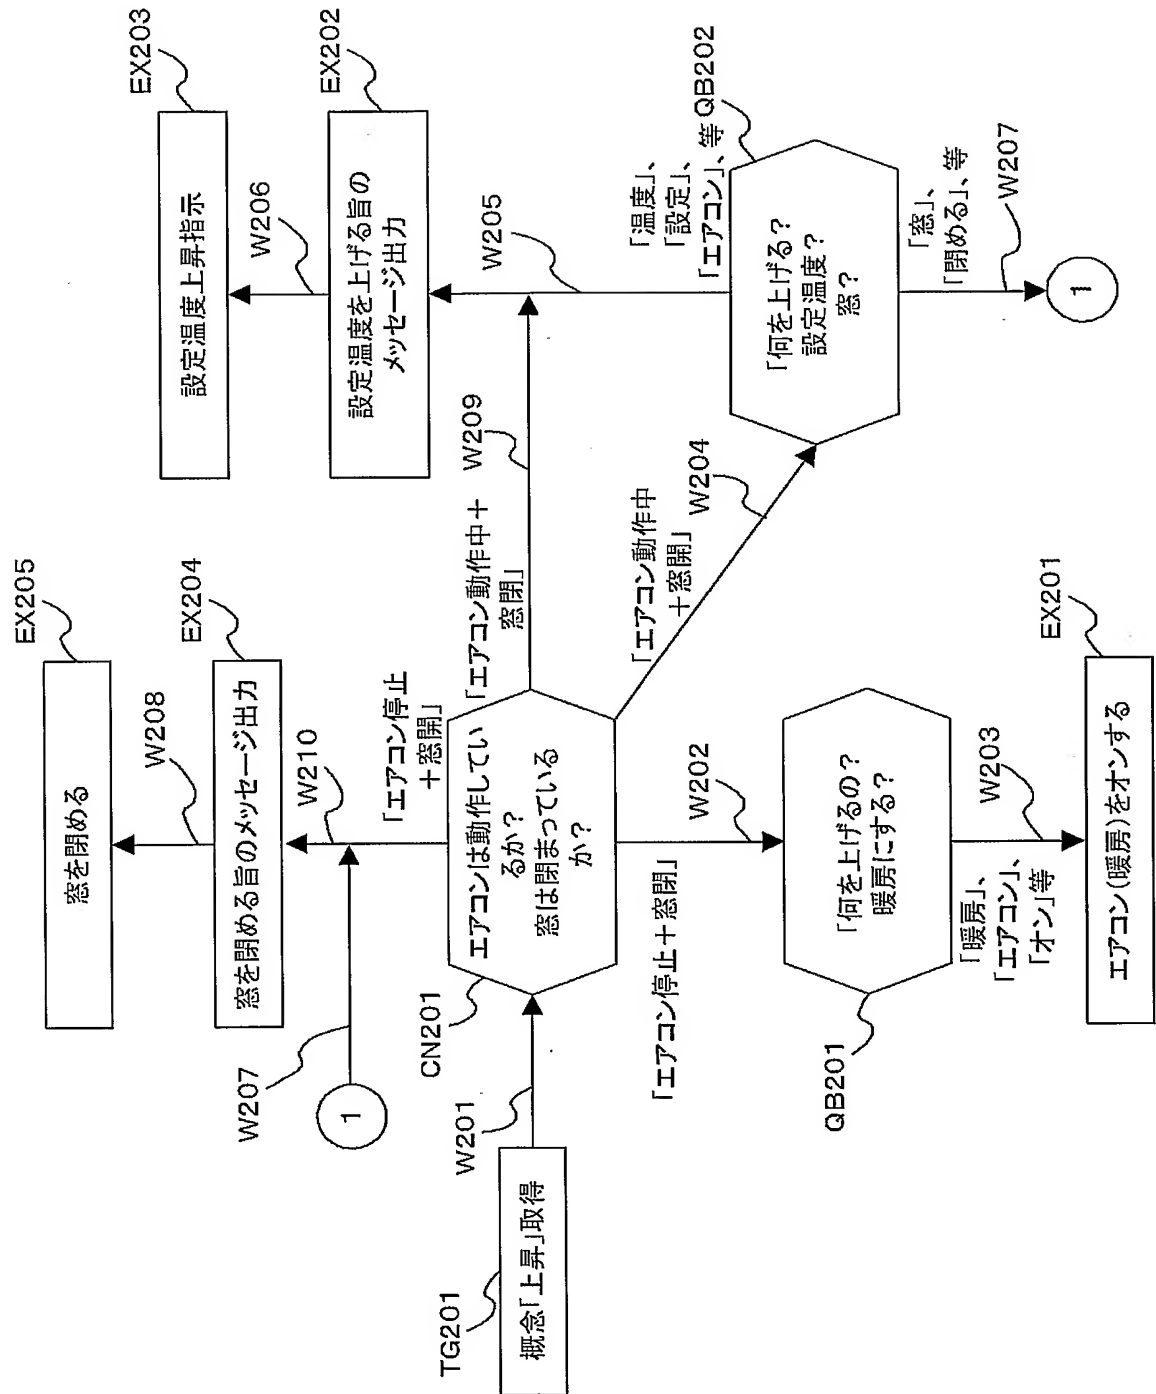 EX203
設定温度上昇指示
W206
EX202
設定温度を上げる旨の
メッセージ出力
W205
「温度」、
「設定」、
「エアコン」、等
QB202
「何を上げる?
設定温度?
窓?
「窓」、
「閉める」、等
W207
1
EX205
窓を閉める
W208
EX204
窓を閉める旨のメッセージ出力
W210
W207
1
「エアコン停止
+窓開」
「エアコン動作中+
窓閉」
W209
「エアコン動作中
+窓開」
W204
CN201
エアコンは動作してい
るか?
窓は閉まっている
か?
W201
TG201
概念「上昇」取得
「エアコン停止+窓閉」
W202
QB201
「何を上げるの?
暖房にする?
「暖房」、
「エアコン」、
「オン」等
W203
EX201
エアコン(暖房)をオンする